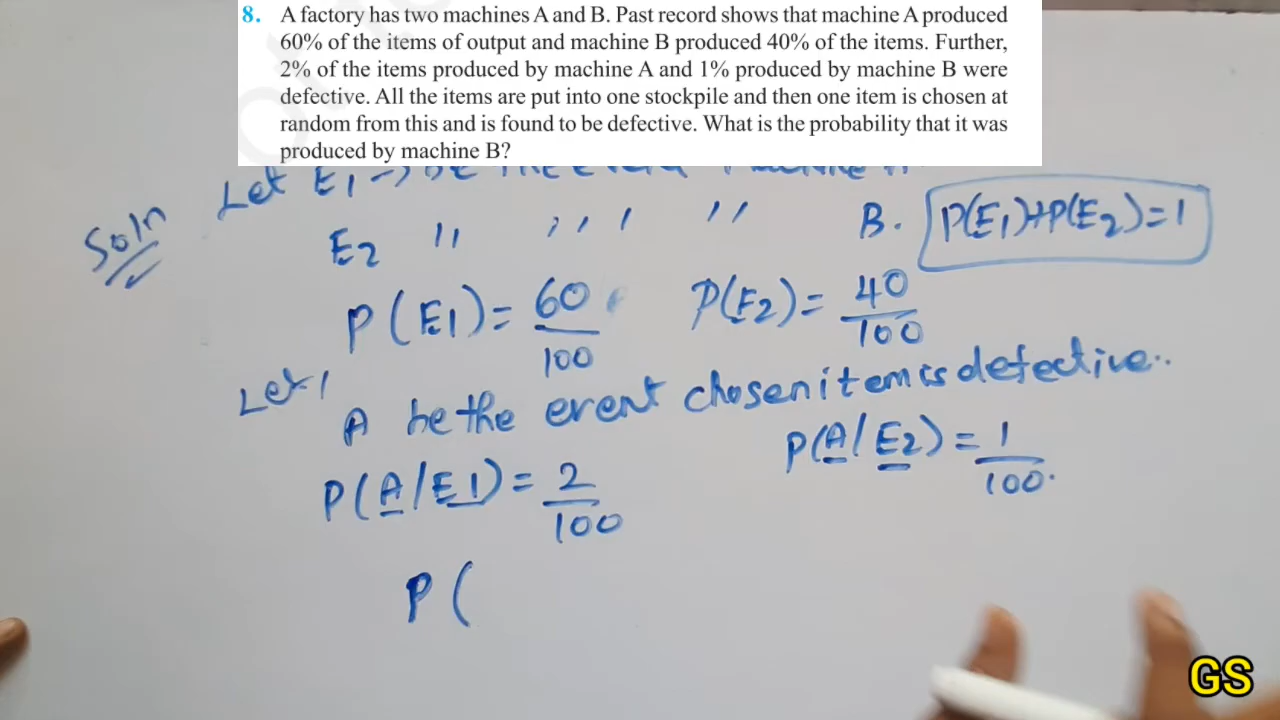 8. A factory has two machines A and B. Past record shows that machine A produced
60% of the items of output and machine B produced 40% of the items. Further,
2% of the items produced by machine A and 1% produced by machine B were
defective. All the items are put into one stockpile and then one item is chosen at
random from this and is found to be defective. What is the probability that it was
produced by machine B?
Soln Let E1 → be the
E2 " " " B. P(E1)+P(E2)=1
P(E1)= 60/100 P(E2)= 40/100
Let
A be the event chosen item is defective..
P(A/E1) = 2/100 P(A/E2) = 1/100.
P(
GS